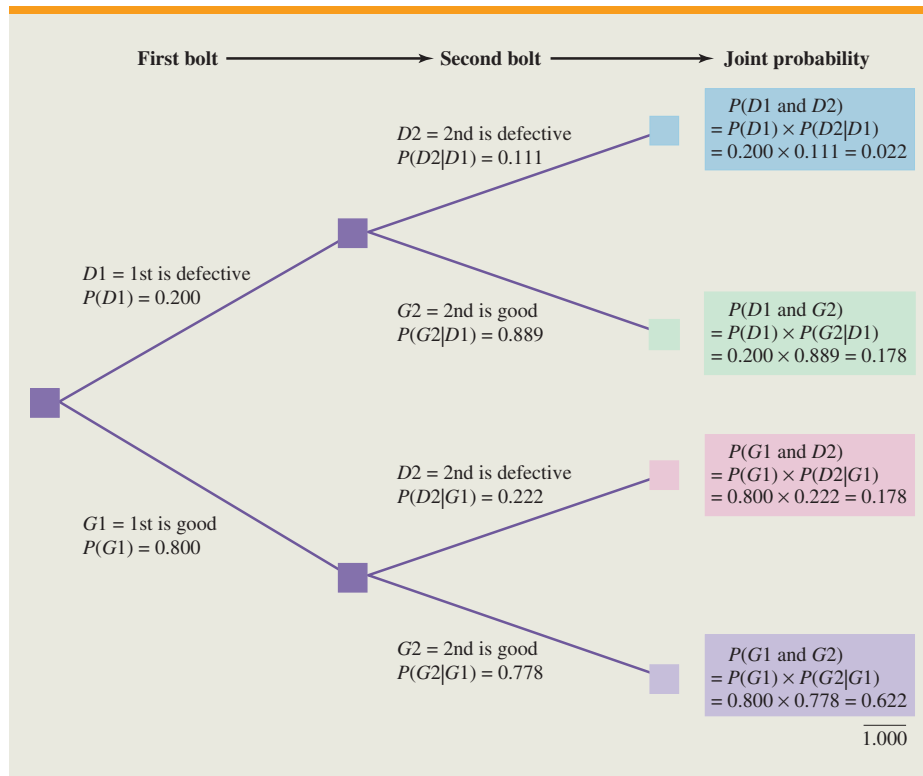 First bolt Second bolt Joint probability
D2 = 2nd is defective
P(D2|D1) = 0.111
P(D1 and D2)
= P(D1) × P(D2|D1)
= 0.200 × 0.111 = 0.022
D1 = 1st is defective
P(D1) = 0.200
G2 = 2nd is good
P(G2|D1) = 0.889
P(D1 and G2)
= P(D1) × P(G2|D1)
= 0.200 × 0.889 = 0.178
D2 = 2nd is defective
P(D2|G1) = 0.222
P(G1 and D2)
= P(G1) × P(D2|G1)
= 0.800 × 0.222 = 0.178
G1 = 1st is good
P(G1) = 0.800
G2 = 2nd is good
P(G2|G1) = 0.778
P(G1 and G2)
= P(G1) × P(G2|G1)
= 0.800 × 0.778 = 0.622
1.000